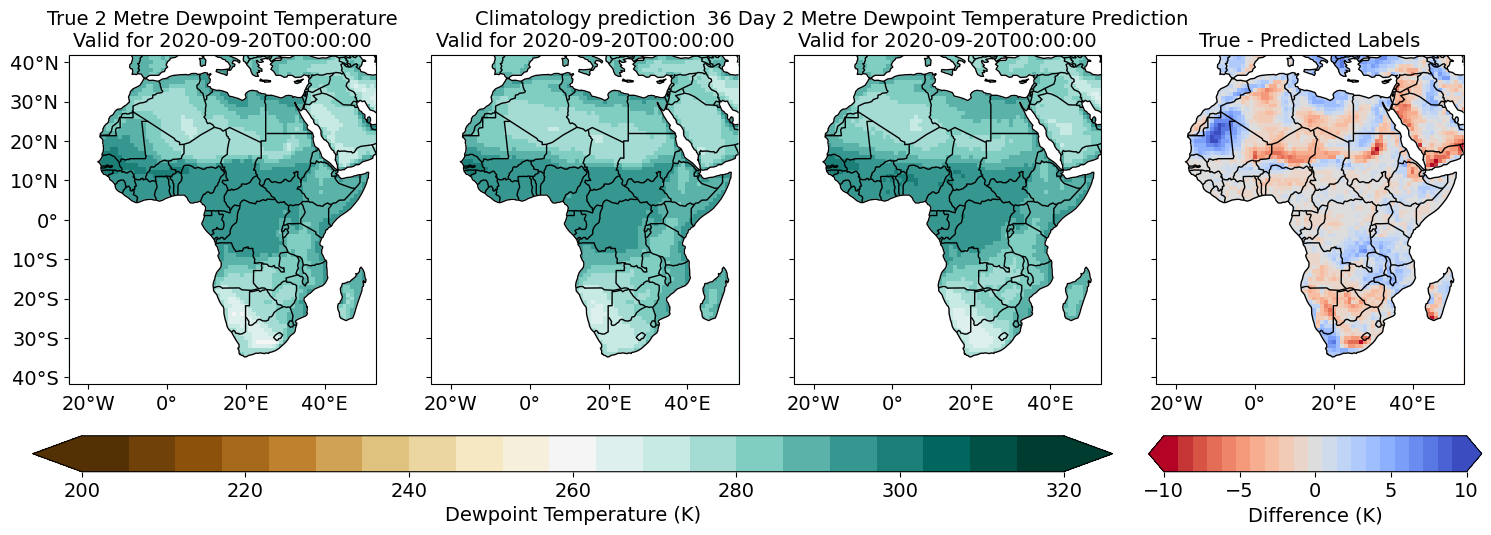 True 2 Metre Dewpoint Temperature
Valid for 2020-09-20T00:00:00
Climatology prediction
Valid for 2020-09-20T00:00:00
36 Day 2 Metre Dewpoint Temperature Prediction
Valid for 2020-09-20T00:00:00
True - Predicted Labels
40°N
30°N
20°N
10°N
0°
10°S
20°S
30°S
40°S
20°W 0° 20°E 40°E
20°W 0° 20°E 40°E
20°W 0° 20°E 40°E
20°W 0° 20°E 40°E
200 220 240 260 280 300 320
Dewpoint Temperature (K)
−10 −5 0 5 10
Difference (K)